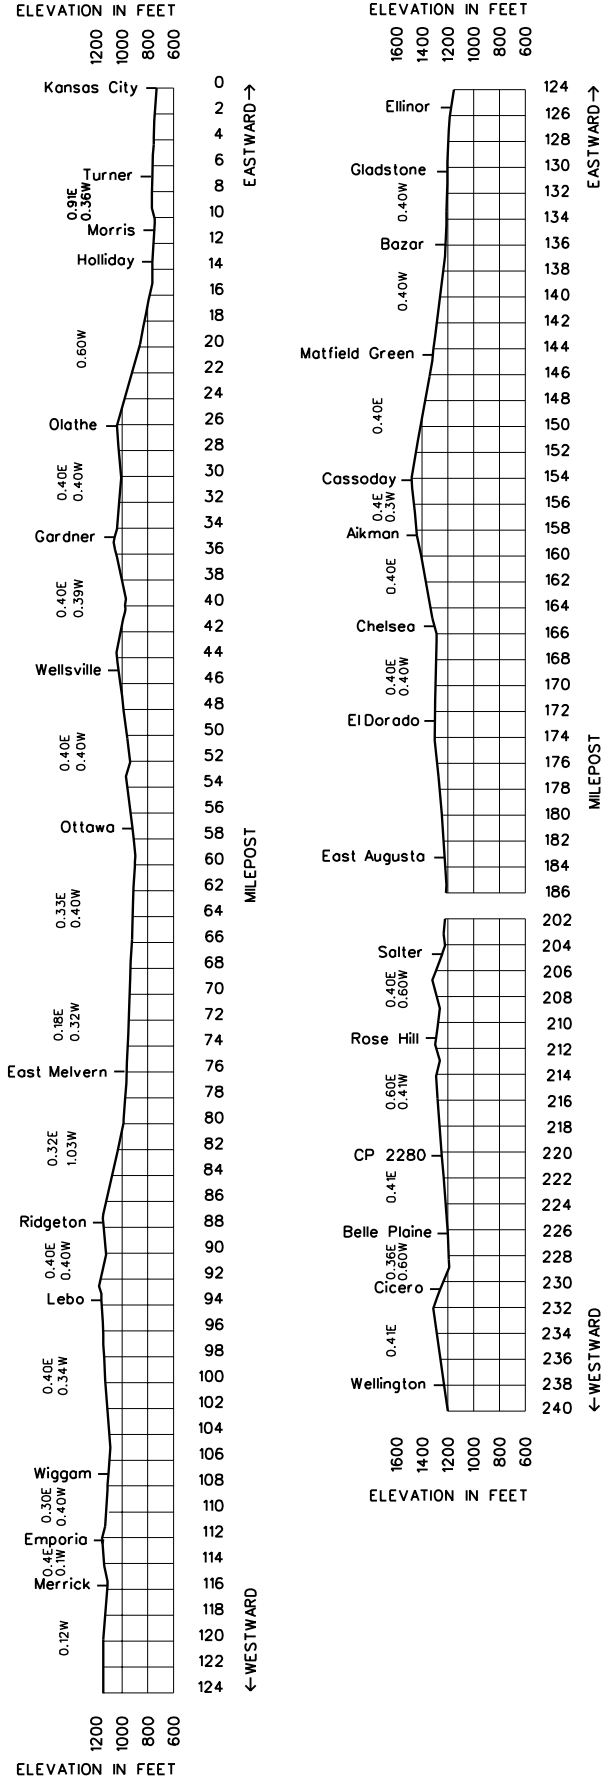 ELEVATION IN FEET
1200 1000 800 600
Kansas City
Turner
0.91E
0.36W
Morris
Holliday
0.60W
Olathe
0.40E
0.40W
Gardner
0.40E
0.39W
Wellsville
0.40E
0.40W
Ottawa
0.33E
0.40W
0.18E
0.32W
East Melvern
0.32E
1.03W
Ridgeton
0.40E
0.40W
Lebo
0.40E
0.34W
Wiggam
0.30E
0.40W
Emporia
0.4E
0.1W
Merrick
0.12W
0
2
4
6
8
10
12
14
16
18
20
22
24
26
28
30
32
34
36
38
40
42
44
46
48
50
52
54
56
58
60
62
64
66
68
70
72
74
76
78
80
82
84
86
88
90
92
94
96
98
100
102
104
106
108
110
112
114
116
118
120
122
124
EASTWARD→
MILEPOST
←WESTWARD
1200 1000 800 600
ELEVATION IN FEET
ELEVATION IN FEET
1600 1400 1200 1000 800 600
Ellinor
Gladstone
0.40W
Bazar
0.40W
Matfield Green
0.40E
Cassoday
0.4E
0.3W
Aikman
0.40E
Chelsea
0.40E
0.40W
El Dorado
East Augusta
Salter
0.40E
0.60W
Rose Hill
0.60E
0.41W
CP 2280
0.41E
Belle Plaine
0.36E
0.60W
Cicero
0.41E
Wellington
124
126
128
130
132
134
136
138
140
142
144
146
148
150
152
154
156
158
160
162
164
166
168
170
172
174
176
178
180
182
184
186
202
204
206
208
210
212
214
216
218
220
222
224
226
228
230
232
234
236
238
240
EASTWARD→
MILEPOST
←WESTWARD
1600 1400 1200 1000 800 600
ELEVATION IN FEET